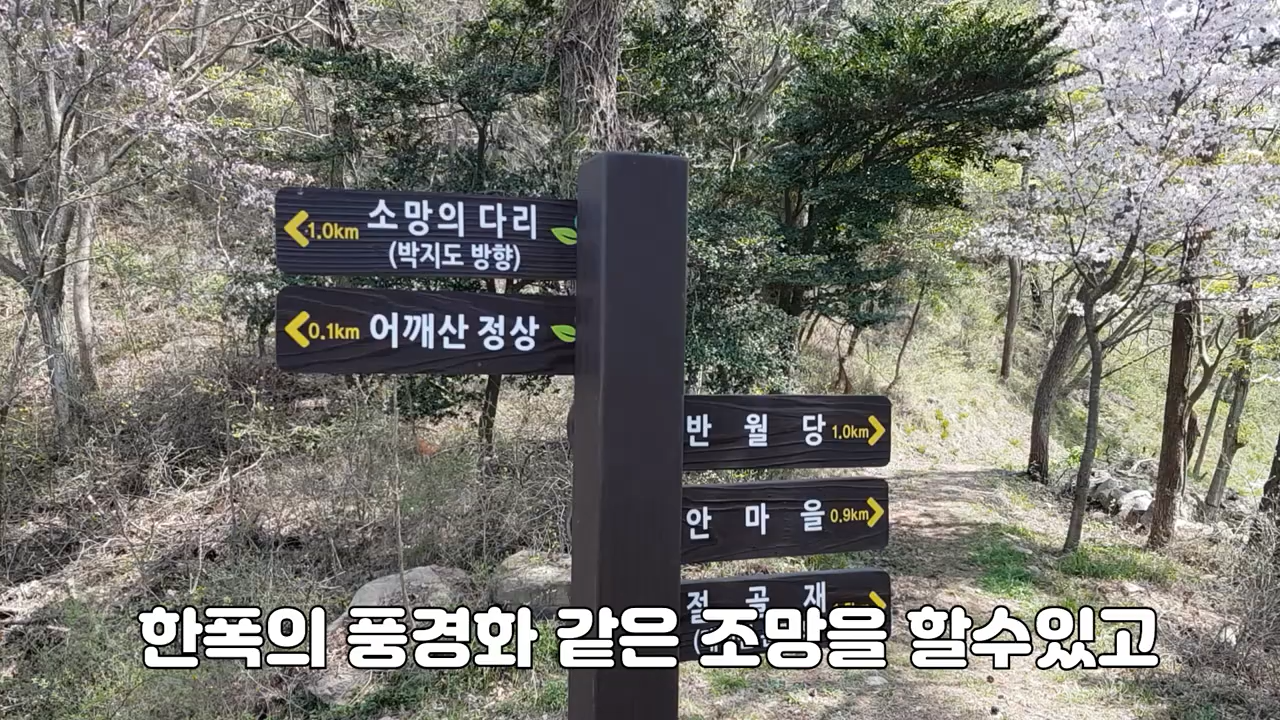 1.0km 소망의 다리
(박지도 방향)
0.1km 어깨산 정상
반 월 당 1.0km
안 마 을 0.9km
절 골 재
한폭의 풍경화 같은 조망을 할수있고